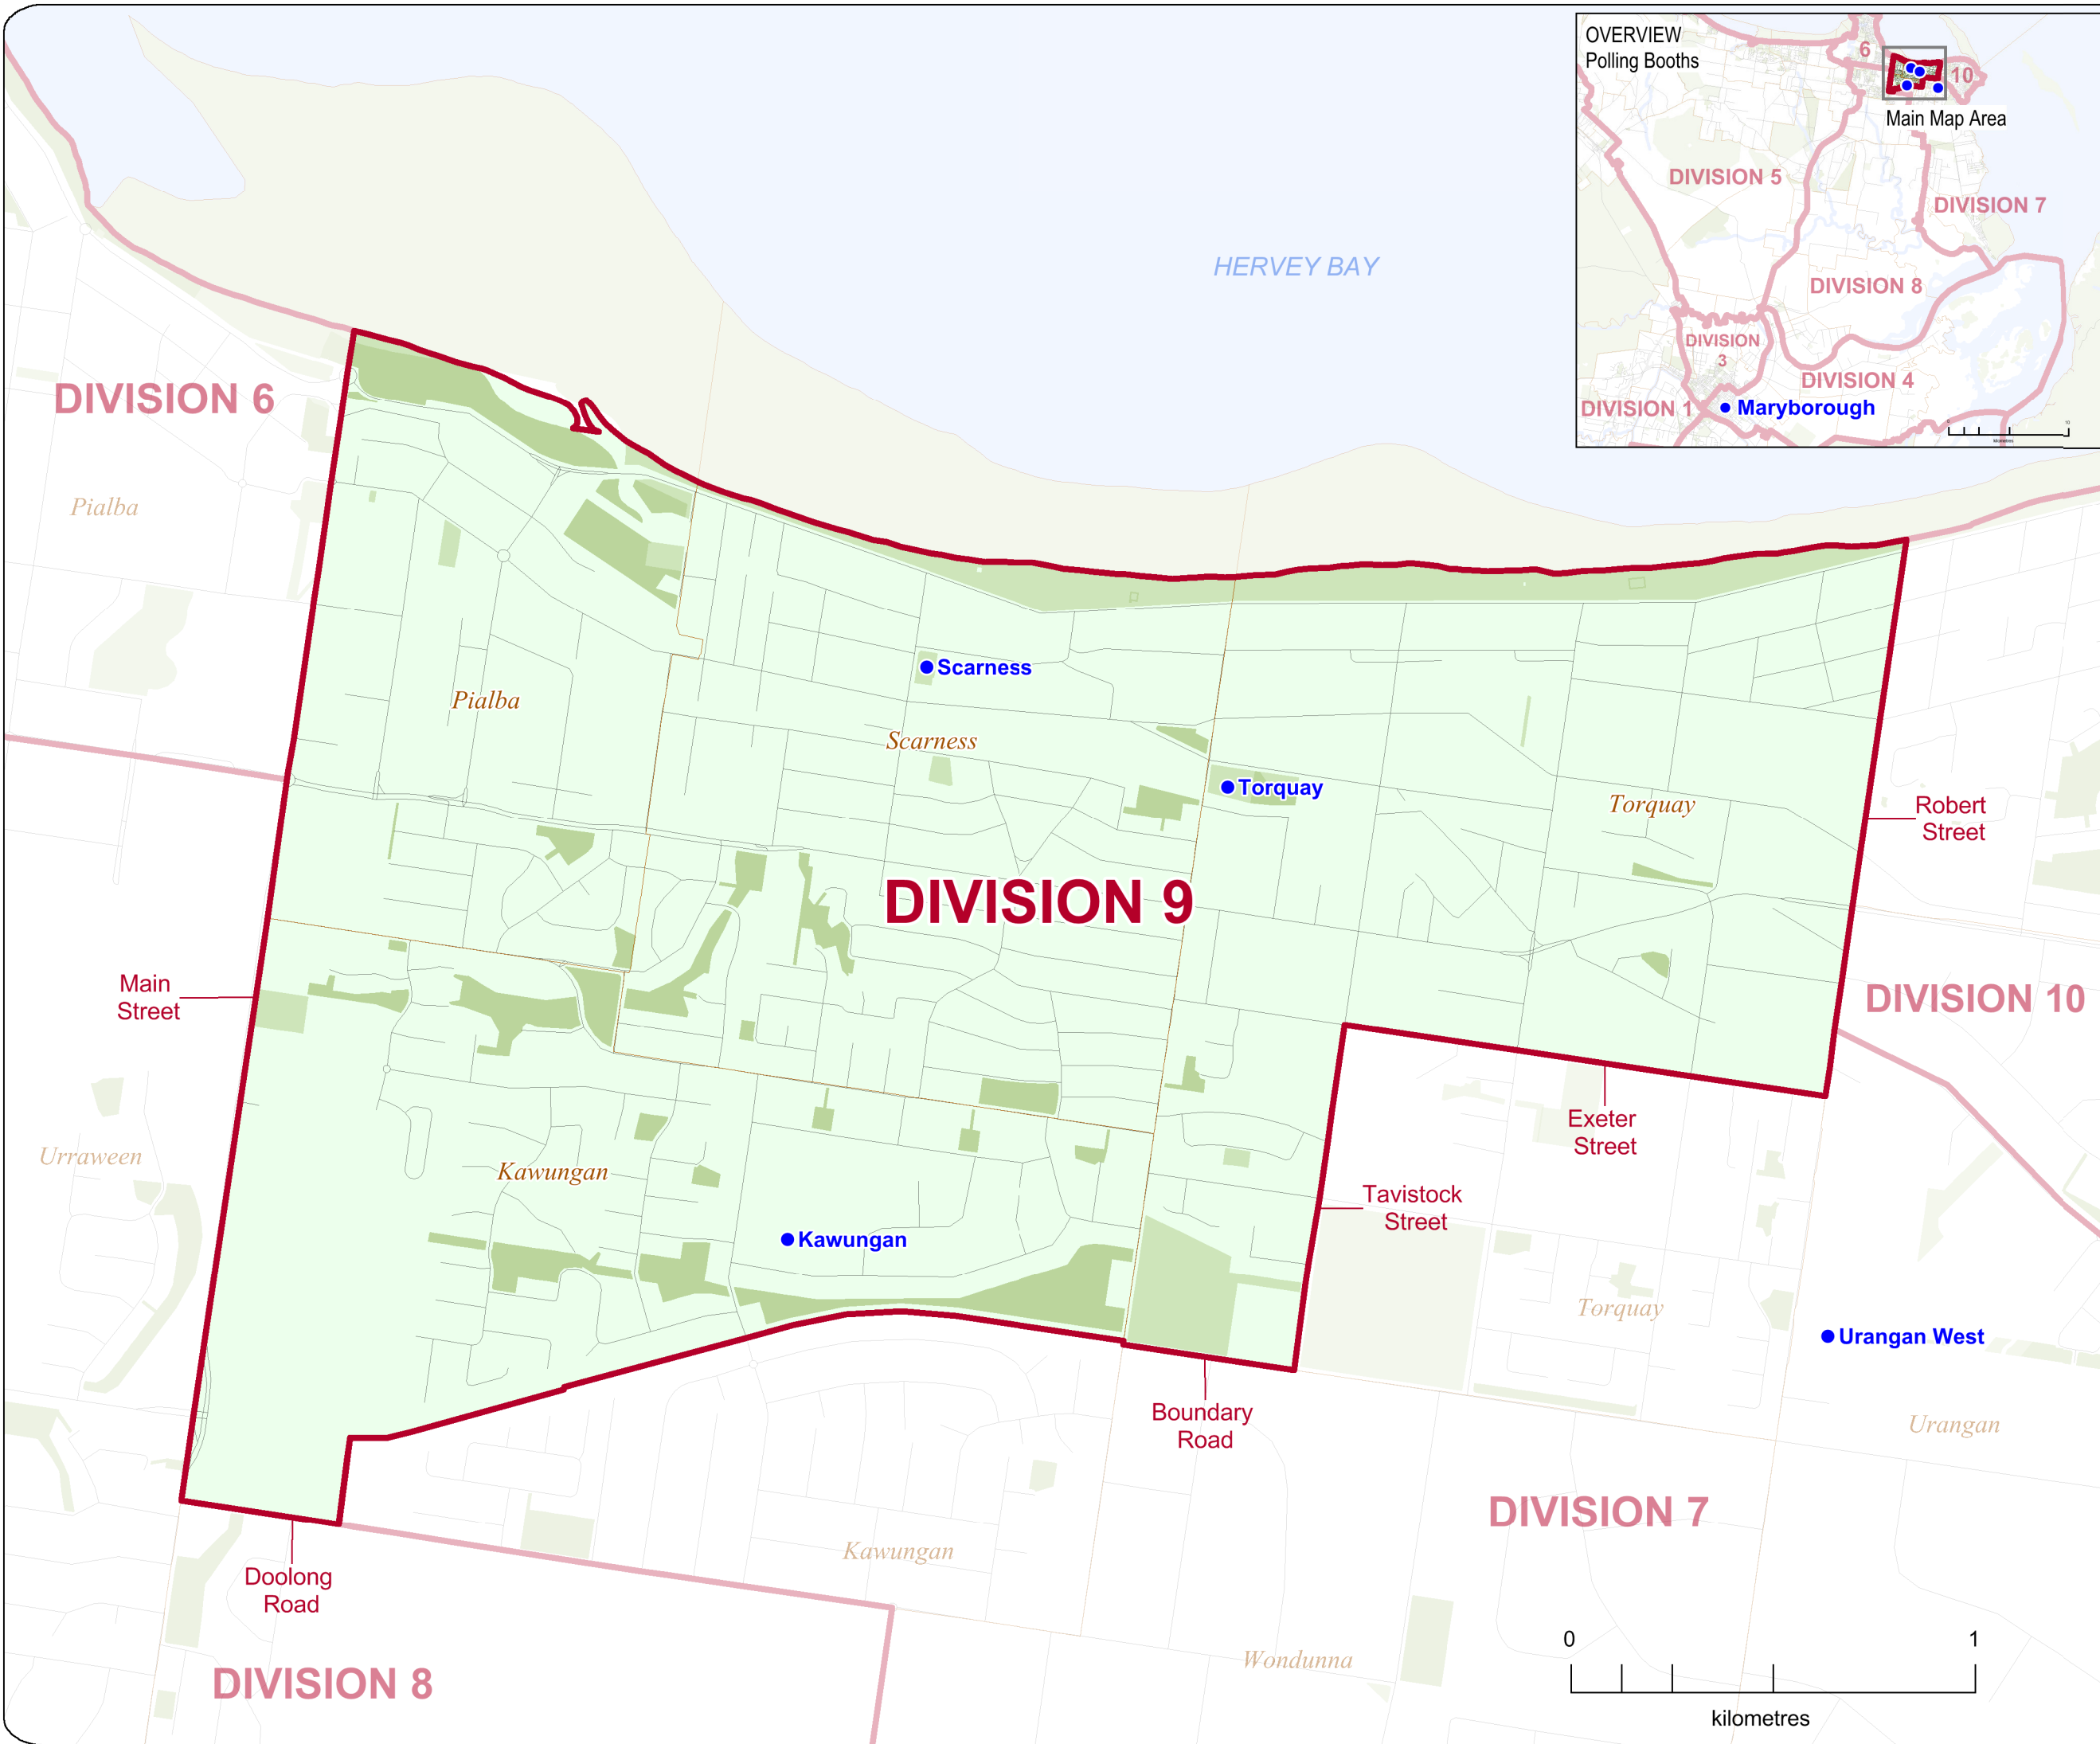 OVERVIEW
Polling Booths
6
10
Main Map Area
DIVISION 5
DIVISION 7
DIVISION 8
DIVISION
3
DIVISION 4
DIVISION 1
Maryborough
0
10
kilometres
HERVEY BAY
DIVISION 6
Pialba
Scarness
Pialba
Scarness
Torquay
Torquay
Robert
Street
DIVISION 9
Main
Street
DIVISION 10
Exeter
Street
Urraween
Kawungan
Tavistock
Street
Kawungan
Torquay
Urangan West
Boundary
Road
Urangan
DIVISION 7
Kawungan
Doolong
Road
Wondunna
DIVISION 8
0
1
kilometres